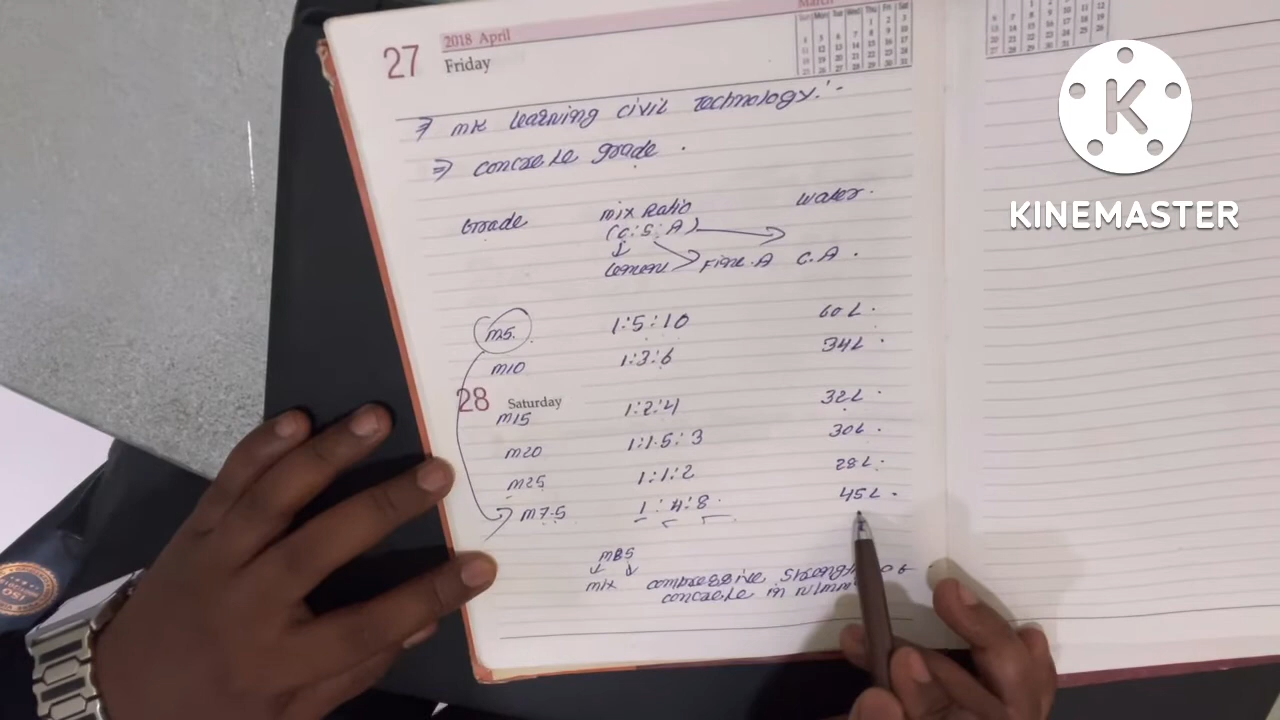 27
2018 April
Friday
March
⇒ MK Learning civil Technology:-
⇒ concrete grade.
Grade
mix Ratio
water.
(C:S:A)
Cement
Fine.A
C.A.
M5.
1:5:10
60L.
M10
1:3:6
34L.
28
Saturday
M15
1:2:4
32L.
M20
1:1.5:3
30L.
M25
1:1:2
28L.
M7.5
1:4:8.
45L.
mix
compressive strength of
concrete in
K
KINEMASTER